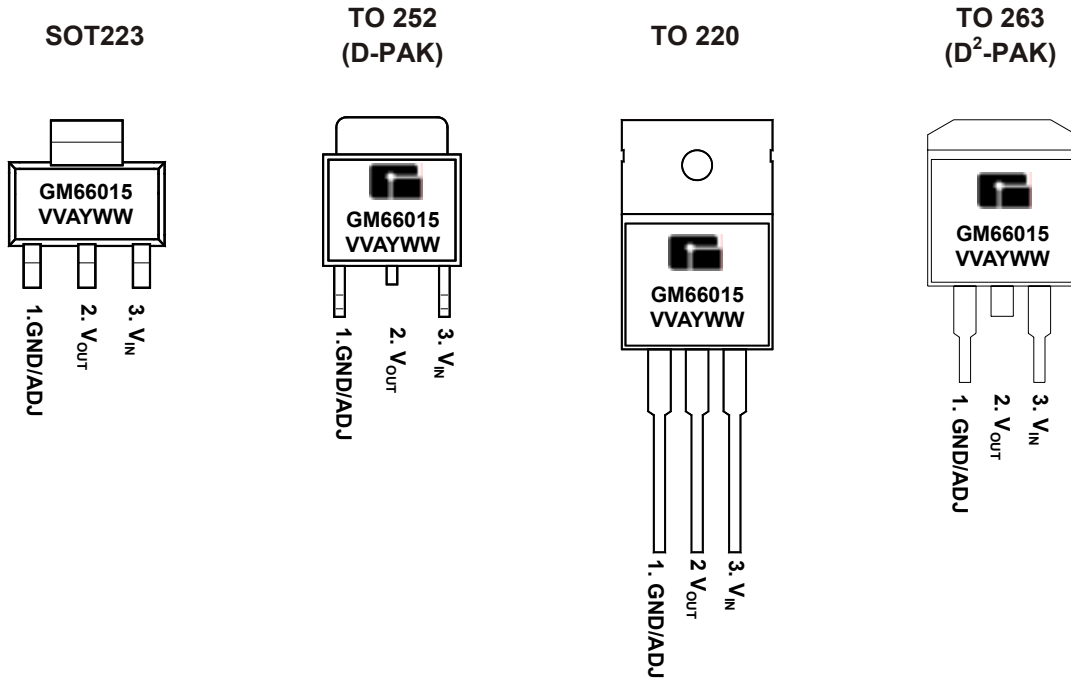 SOT223
TO 252
(D-PAK)
TO 220
TO 263
(D²-PAK)
GM66015
VVAYWW
1.GND/ADJ
2. VOUT
3. VIN
GM66015
VVAYWW
1.GND/ADJ
2. VOUT
3. VIN
GM66015
VVAYWW
1. GND/ADJ
2 VOUT
3. VIN
GM66015
VVAYWW
1. GND/ADJ
2. VOUT
3. VIN